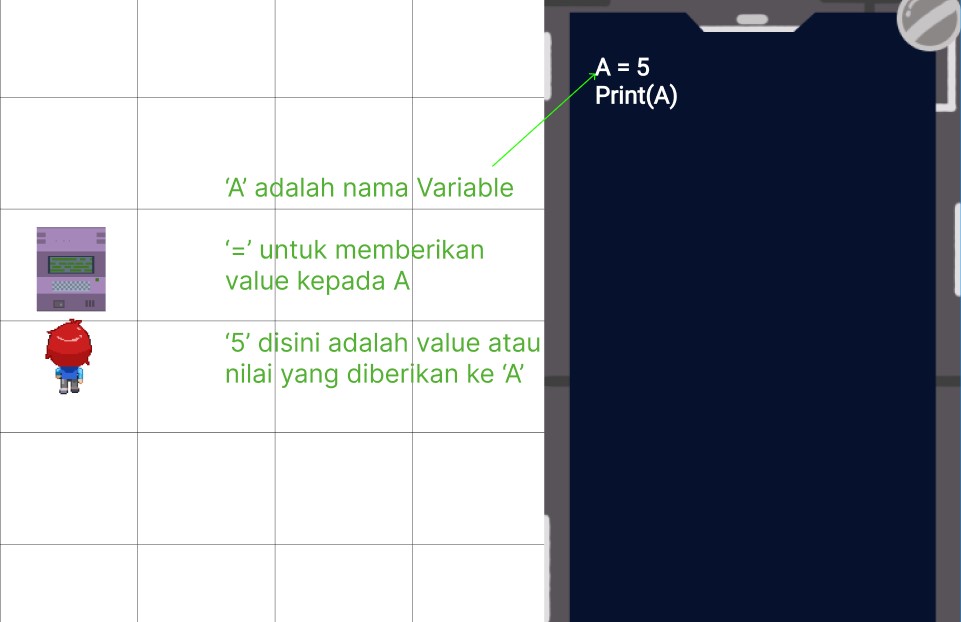 A = 5
Print(A)
‘A’ adalah nama Variable
‘=’ untuk memberikan
value kepada A
‘5’ disini adalah value atau
nilai yang diberikan ke ‘A’